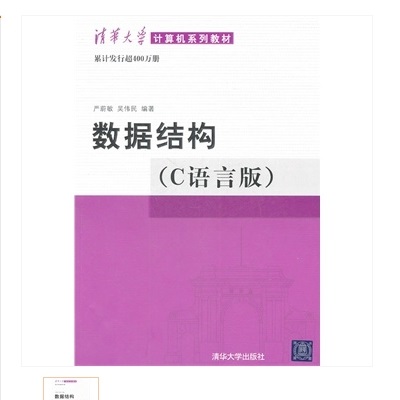 清华大学 计算机系列教材
累计发行超400万册
严蔚敏 吴伟民 编著
数据结构
（C语言版）
清华大学出版社
数据结构